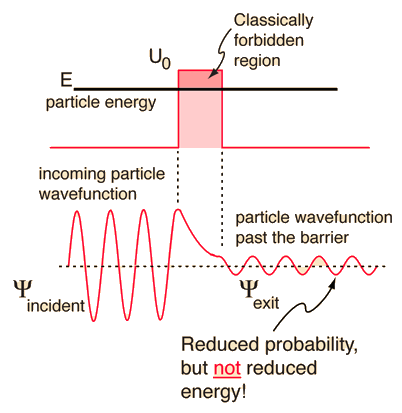 Classically
forbidden
region
U₀
E
particle energy
incoming particle
wavefunction
particle wavefunction
past the barrier
Ψincident
Ψexit
Reduced probability,
but not reduced
energy!